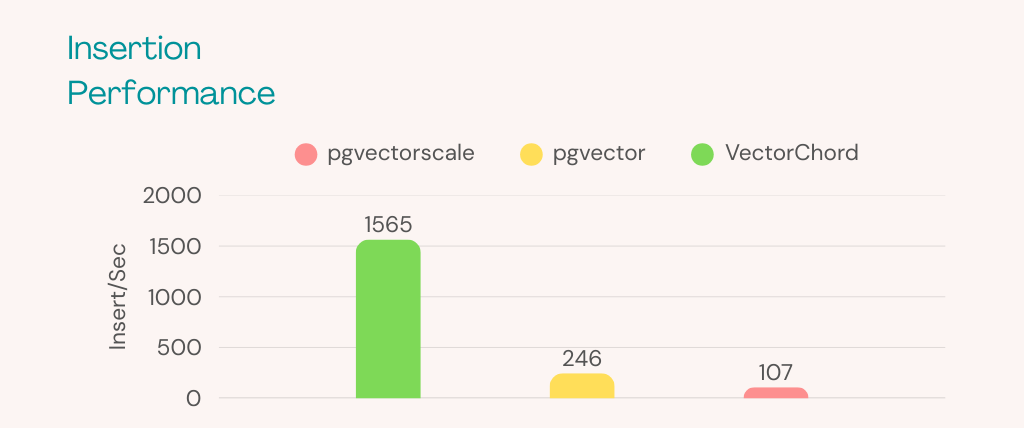 Insertion
Performance
pgvectorscale pgvector VectorChord
2000
1565
1500
Insert/Sec
1000
500
246
107
0